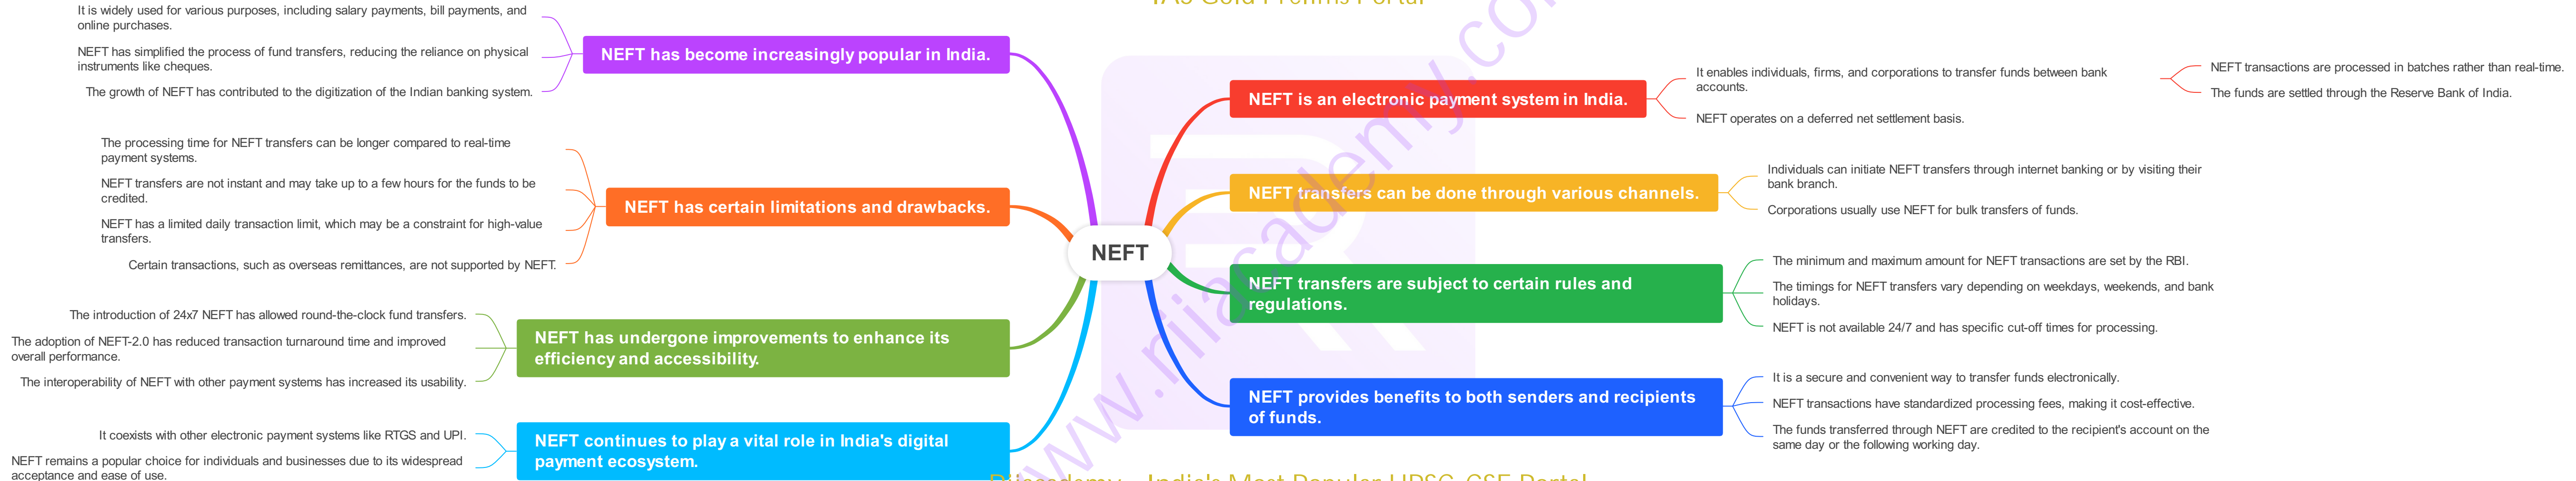 IAS Gold Prelims Portal
It is widely used for various purposes, including salary payments, bill payments, and
online purchases.
NEFT has simplified the process of fund transfers, reducing the reliance on physical
instruments like cheques.
The growth of NEFT has contributed to the digitization of the Indian banking system.
NEFT has become increasingly popular in India.
The processing time for NEFT transfers can be longer compared to real-time
payment systems.
NEFT transfers are not instant and may take up to a few hours for the funds to be
credited.
NEFT has a limited daily transaction limit, which may be a constraint for high-value
transfers.
Certain transactions, such as overseas remittances, are not supported by NEFT.
NEFT has certain limitations and drawbacks.
The introduction of 24x7 NEFT has allowed round-the-clock fund transfers.
The adoption of NEFT-2.0 has reduced transaction turnaround time and improved
overall performance.
The interoperability of NEFT with other payment systems has increased its usability.
NEFT has undergone improvements to enhance its
efficiency and accessibility.
It coexists with other electronic payment systems like RTGS and UPI.
NEFT remains a popular choice for individuals and businesses due to its widespread
acceptance and ease of use.
NEFT continues to play a vital role in India's digital
payment ecosystem.
NEFT
NEFT is an electronic payment system in India.
It enables individuals, firms, and corporations to transfer funds between bank
accounts.
NEFT transactions are processed in batches rather than real-time.
The funds are settled through the Reserve Bank of India.
NEFT operates on a deferred net settlement basis.
NEFT transfers can be done through various channels.
Individuals can initiate NEFT transfers through internet banking or by visiting their
bank branch.
Corporations usually use NEFT for bulk transfers of funds.
NEFT transfers are subject to certain rules and
regulations.
The minimum and maximum amount for NEFT transactions are set by the RBI.
The timings for NEFT transfers vary depending on weekdays, weekends, and bank
holidays.
NEFT is not available 24/7 and has specific cut-off times for processing.
NEFT provides benefits to both senders and recipients
of funds.
It is a secure and convenient way to transfer funds electronically.
NEFT transactions have standardized processing fees, making it cost-effective.
The funds transferred through NEFT are credited to the recipient's account on the
same day or the following working day.
www.rijiacademy.com
Rijiacademy - India's Most Popular UPSC-CSE Portal